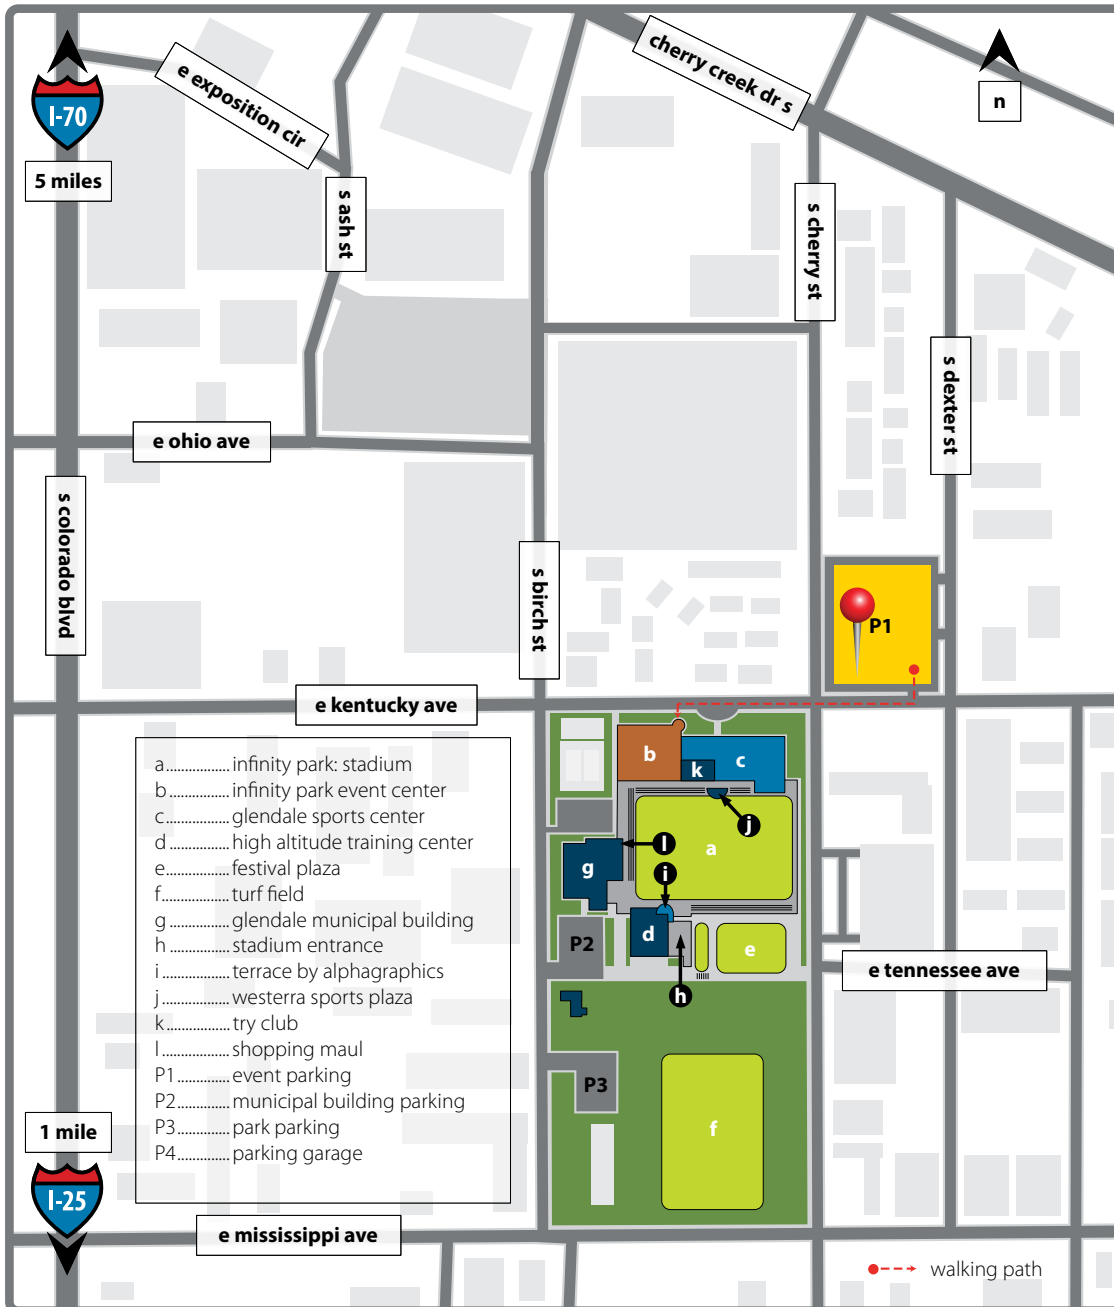 cherry creek dr s
e exposition cir
I-70
n
5 miles
s ash st
s cherry st
s dexter st
e ohio ave
s colorado blvd
s birch st
P1
e kentucky ave
b
c
k
j
a
l
g
i
d
P2
e
h
e tennessee ave
P3
f
a................infinity park: stadium
b................infinity park event center
c................glendale sports center
d................high altitude training center
e................festival plaza
f................turf field
g................glendale municipal building
h................stadium entrance
i................terrace by alphagraphics
j................westerra sports plaza
k................try club
l................shopping maul
P1.............event parking
P2.............municipal building parking
P3.............park parking
P4.............parking garage
1 mile
I-25
e mississippi ave
walking path